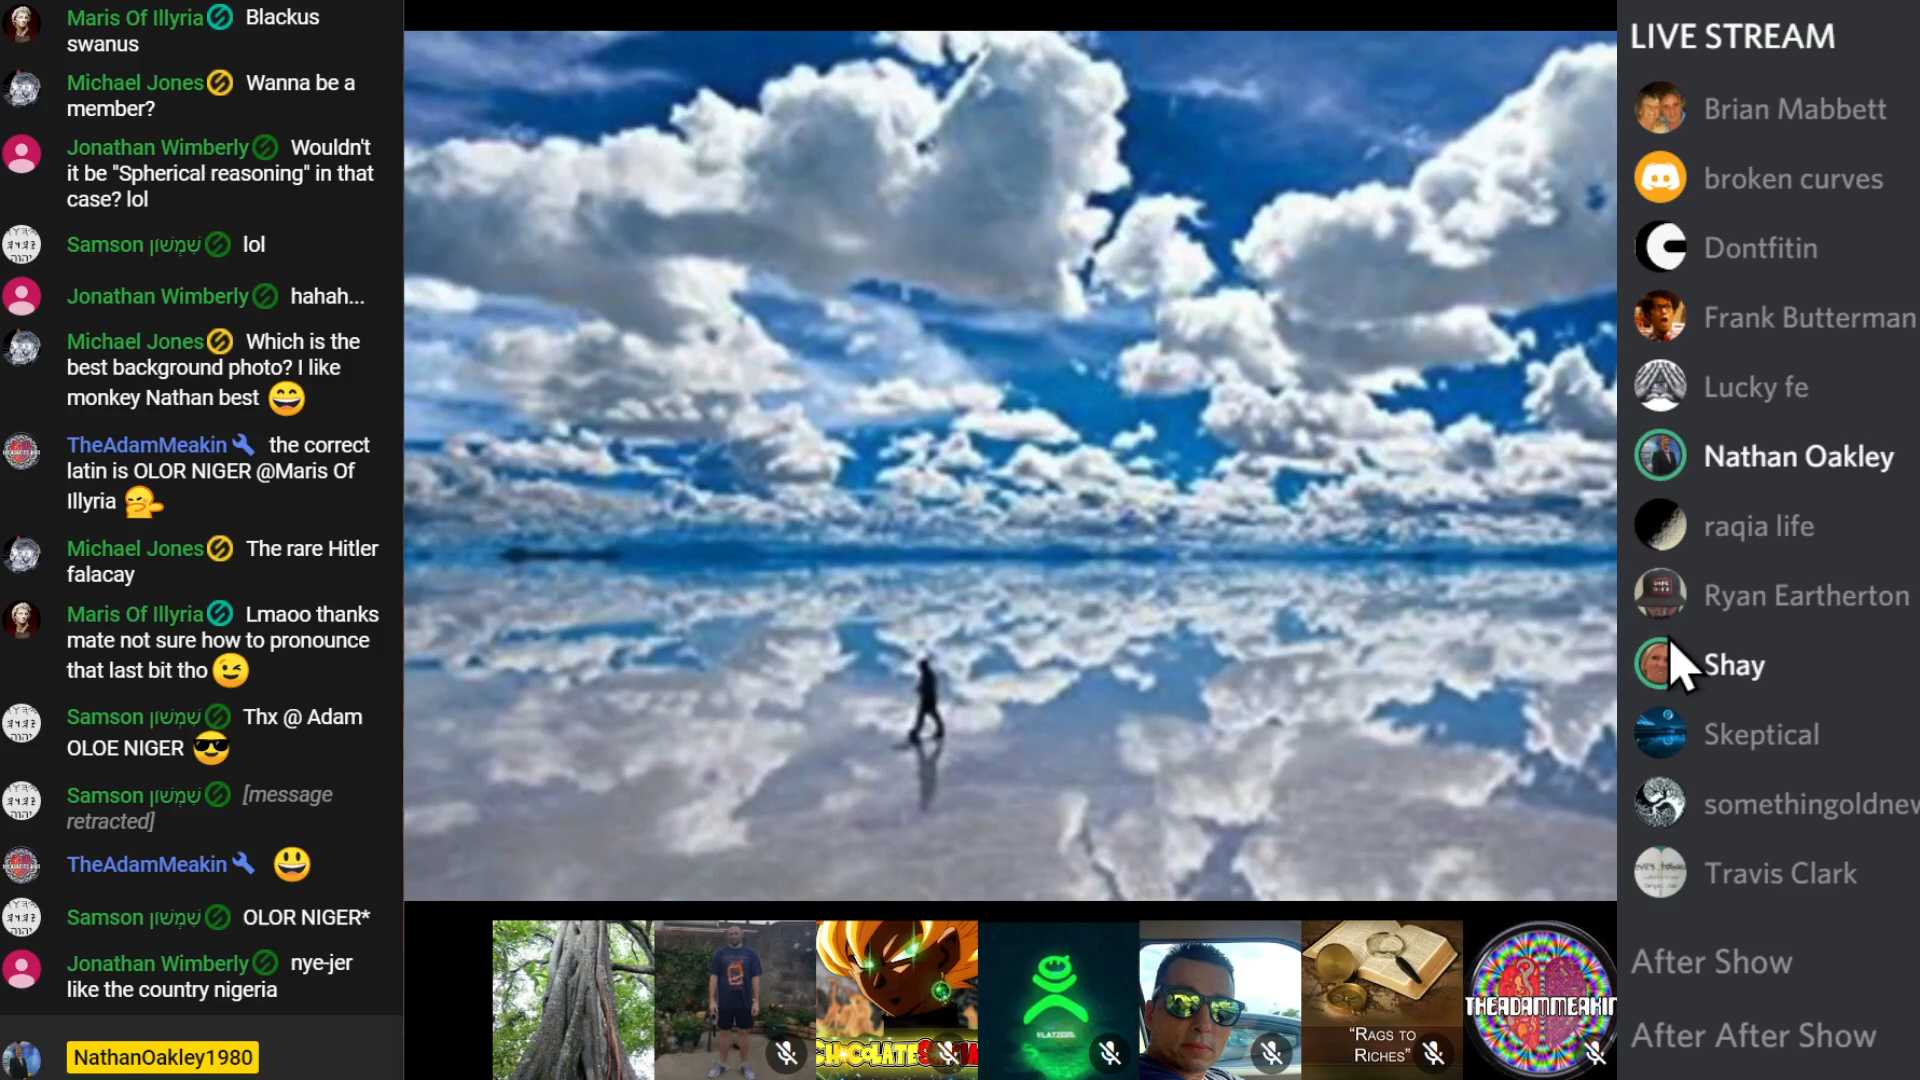 Maris Of Illyria Blackus
swanus
Michael Jones Wanna be a
member?
Jonathan Wimberly Wouldn't
it be "Spherical reasoning" in that
case? lol
Samson שִׁמְשׁוֹן lol
Jonathan Wimberly hahah...
Michael Jones Which is the
best background photo? I like
monkey Nathan best
TheAdamMeakin the correct
latin is OLOR NIGER @Maris Of
Illyria
Michael Jones The rare Hitler
falacay
Maris Of Illyria Lmaoo thanks
mate not sure how to pronounce
that last bit tho
Samson שִׁמְשׁוֹן Thx @ Adam
OLOE NIGER
Samson שִׁמְשׁוֹן [message
retracted]
TheAdamMeakin
Samson שִׁמְשׁוֹן OLOR NIGER*
Jonathan Wimberly nye-jer
like the country nigeria
NathanOakley1980
"RAGS TO
RICHES"
THEADAMMEAKIN
LIVE STREAM
Brian Mabbett
broken curves
Dontfitin
Frank Butterman
Lucky fe
Nathan Oakley
raqia life
Ryan Eartherton
Shay
Skeptical
somethingoldnew
Travis Clark
After Show
After After Show